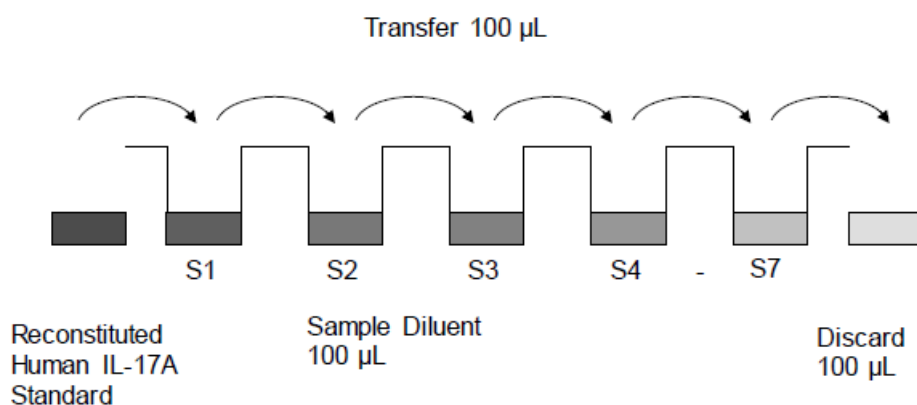 Transfer 100 µL
S1
S2
S3
S4
-
S7
Reconstituted
Human IL-17A
Standard
Sample Diluent
100 µL
Discard
100 µL